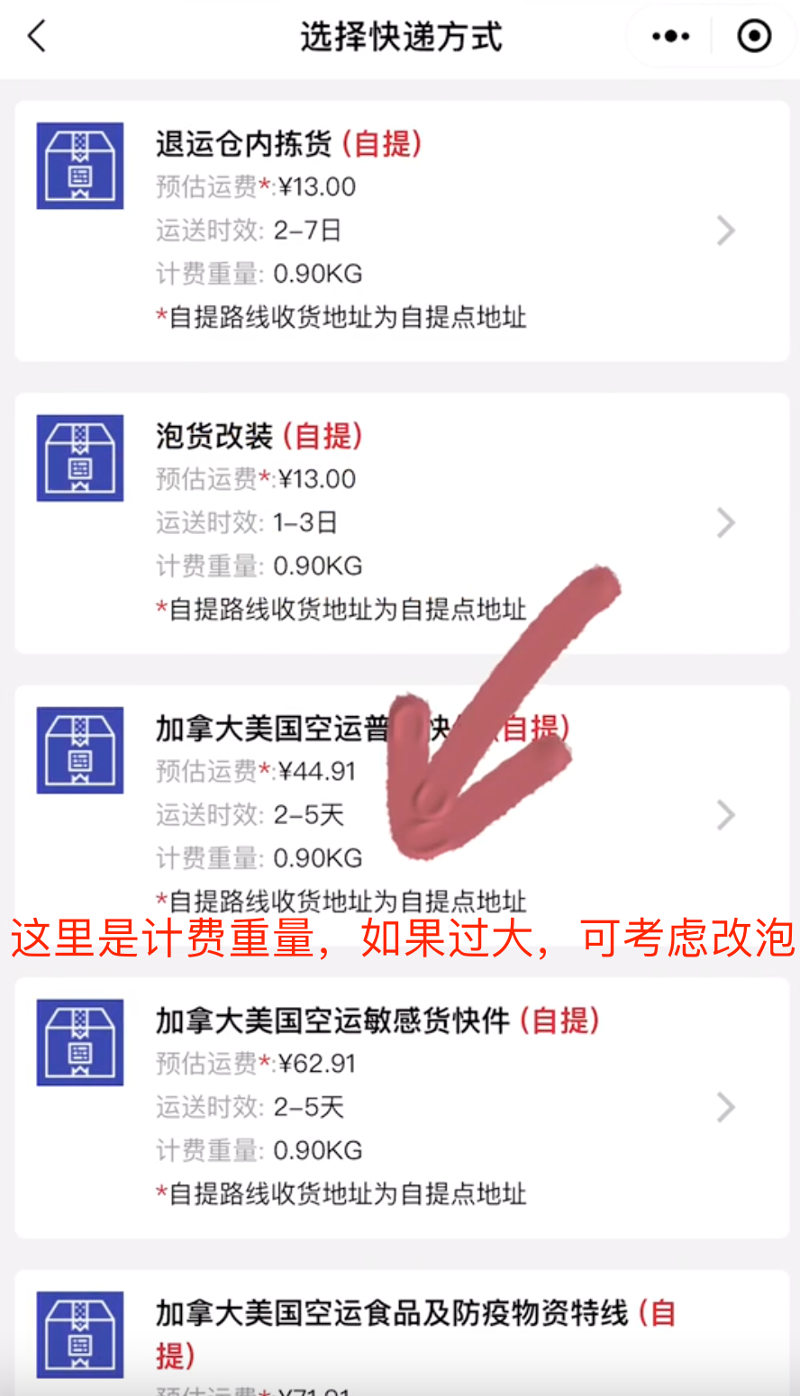 选择快递方式
退运仓内拣货 (自提)
预估运费*:¥13.00
运送时效: 2-7日
计费重量: 0.90KG
*自提路线收货地址为自提点地址
泡货改装 (自提)
预估运费*:¥13.00
运送时效: 1-3日
计费重量: 0.90KG
*自提路线收货地址为自提点地址
加拿大美国空运普 快 (自提)
预估运费*:¥44.91
运送时效: 2-5天
计费重量: 0.90KG
*自提路线收货地址为自提点地址
这里是计费重量，如果过大，可考虑改泡
加拿大美国空运敏感货快件 (自提)
预估运费*:¥62.91
运送时效: 2-5天
计费重量: 0.90KG
*自提路线收货地址为自提点地址
加拿大美国空运食品及防疫物资特线 (自
提)
预估运费*:¥71.91